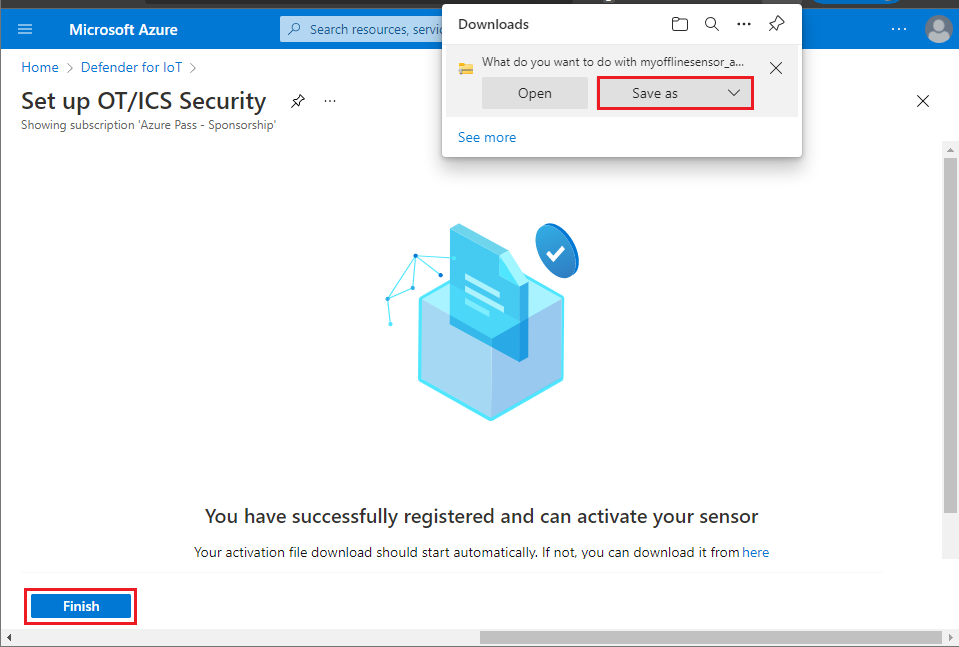 Microsoft Azure
Search resources, servic
Downloads
What do you want to do with myofflinesensor_a...
Open
Save as
See more
Home > Defender for IoT >
Set up OT/ICS Security
Showing subscription 'Azure Pass - Sponsorship'
You have successfully registered and can activate your sensor
Your activation file download should start automatically. If not, you can download it from here
Finish